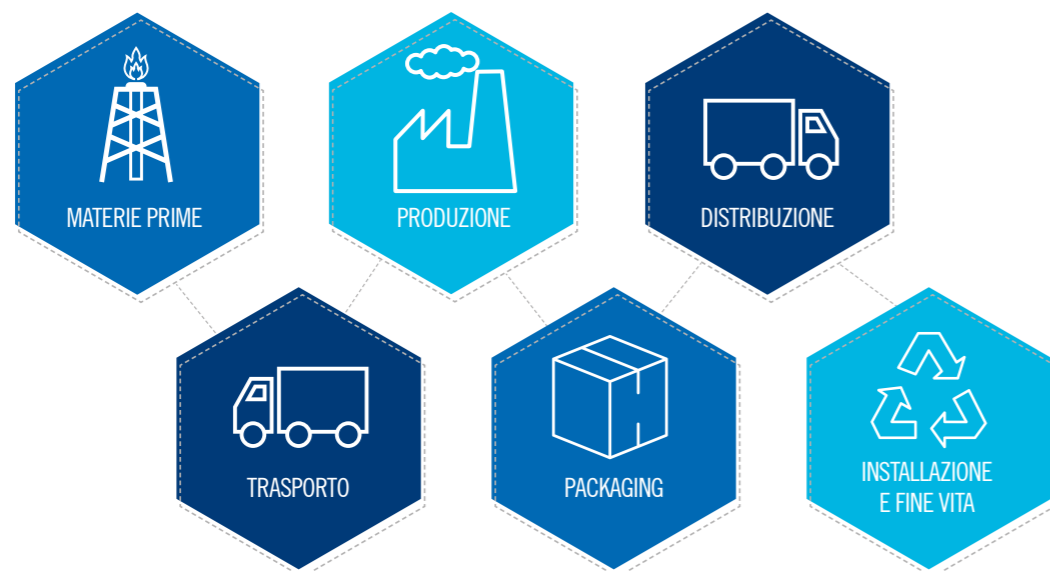 MATERIE PRIME
PRODUZIONE
DISTRIBUZIONE
TRASPORTO
PACKAGING
INSTALLAZIONE
E FINE VITA